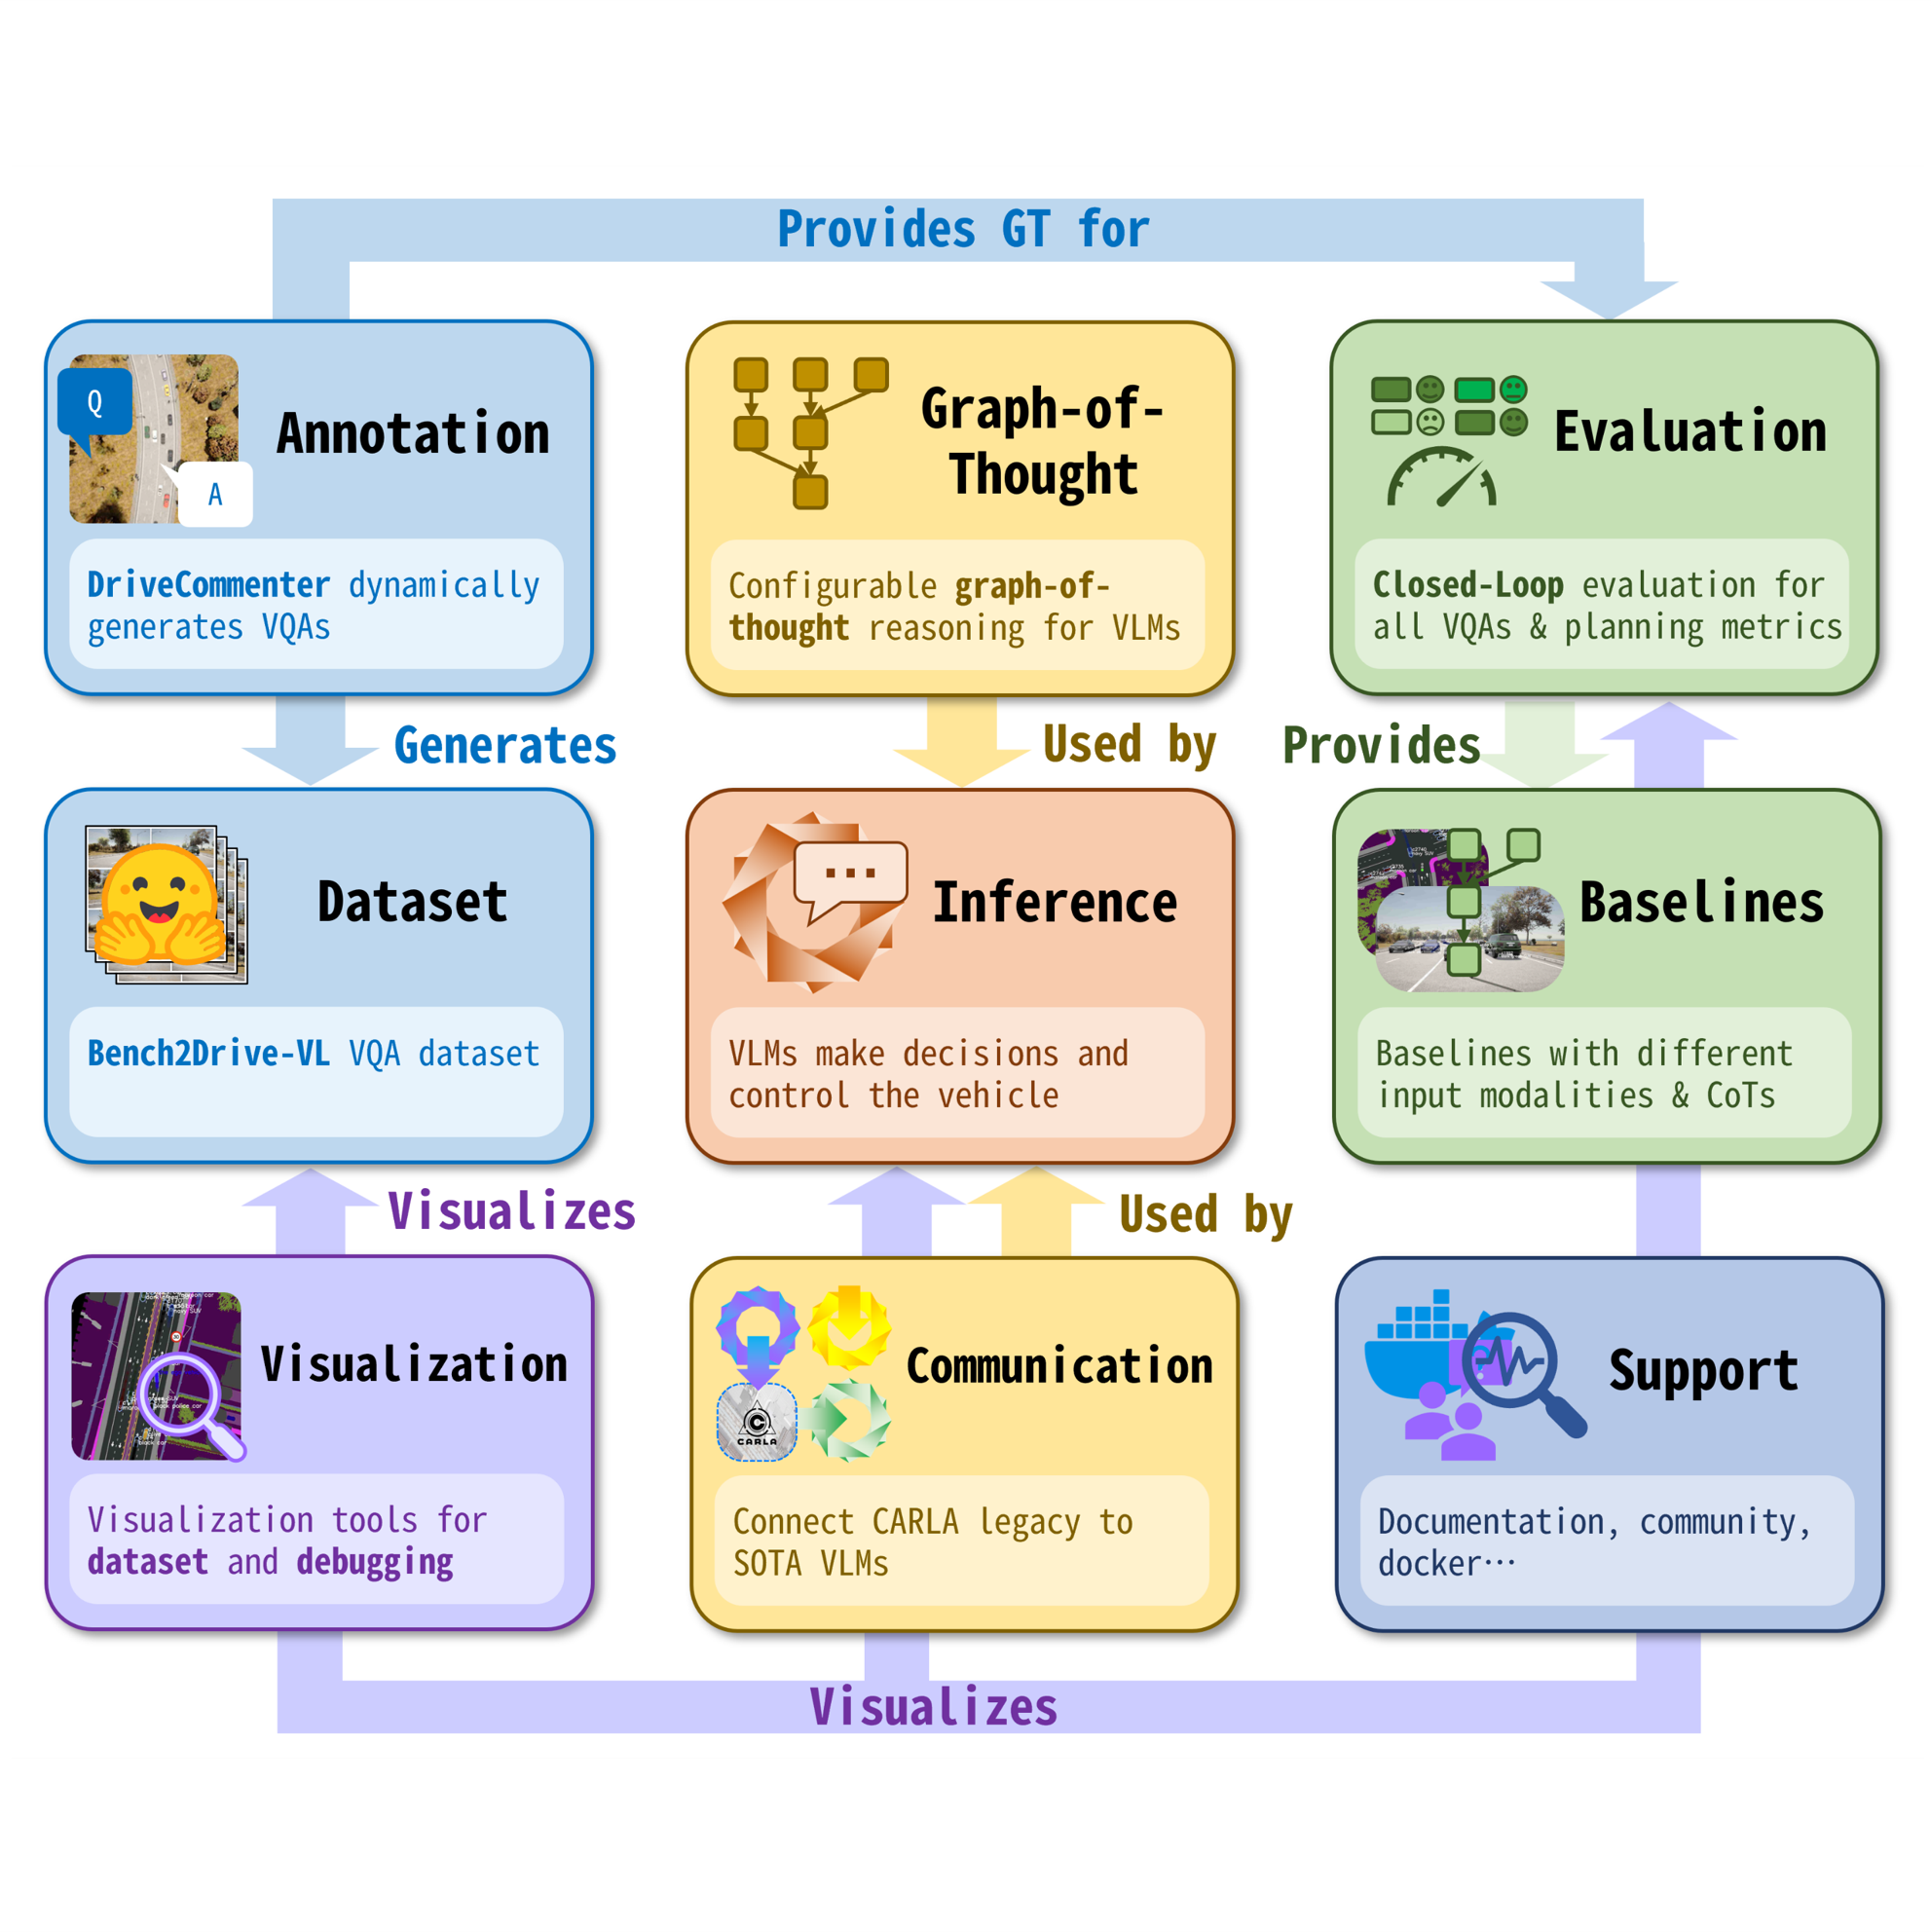 Provides GT for
Q
A
Annotation
DriveCommenter dynamically
generates VQAs
Graph-of-
Thought
Configurable graph-of-
thought reasoning for VLMs
Evaluation
Closed-Loop evaluation for
all VQAs & planning metrics
Generates
Used by
Provides
Dataset
Bench2Drive-VL VQA dataset
Inference
VLMs make decisions and
control the vehicle
Baselines
Baselines with different
input modalities & CoTs
Visualizes
Used by
Visualization
Visualization tools for
dataset and debugging
Communication
CARLA
Connect CARLA legacy to
SOTA VLMs
Support
Documentation, community,
docker⋯
Visualizes